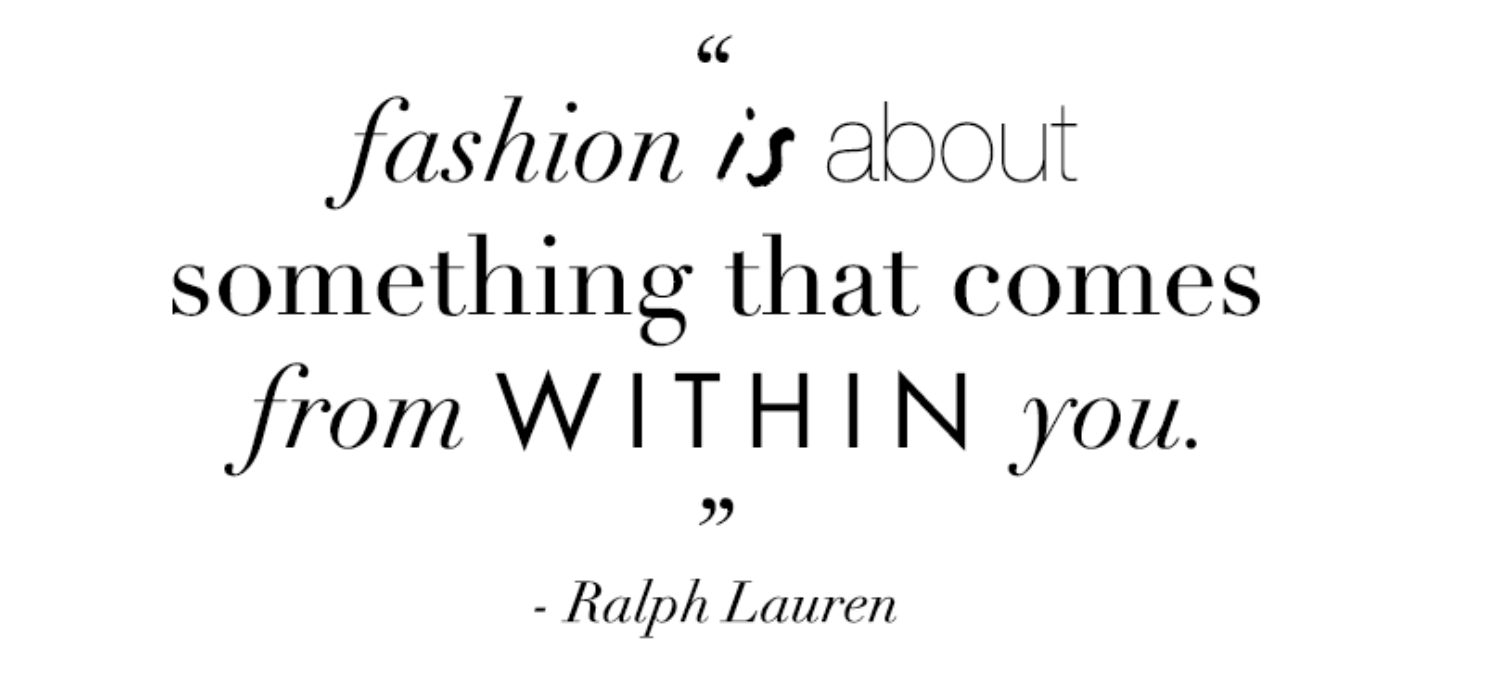 “
fashion is about
something that comes
from WITHIN you.
”
- Ralph Lauren